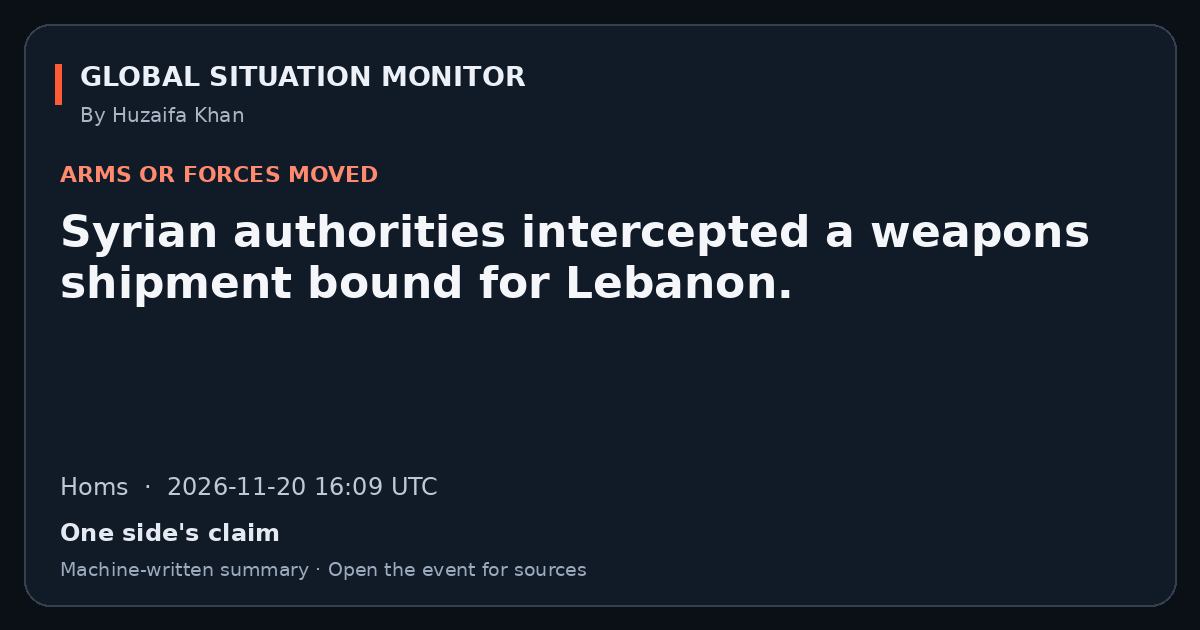 GLOBAL SITUATION MONITOR
By Huzaifa Khan
ARMS OR FORCES MOVED
Syrian authorities intercepted a weapons
shipment bound for Lebanon.
Homs · 2026-11-20 16:09 UTC
One side's claim
Machine-written summary · Open the event for sources